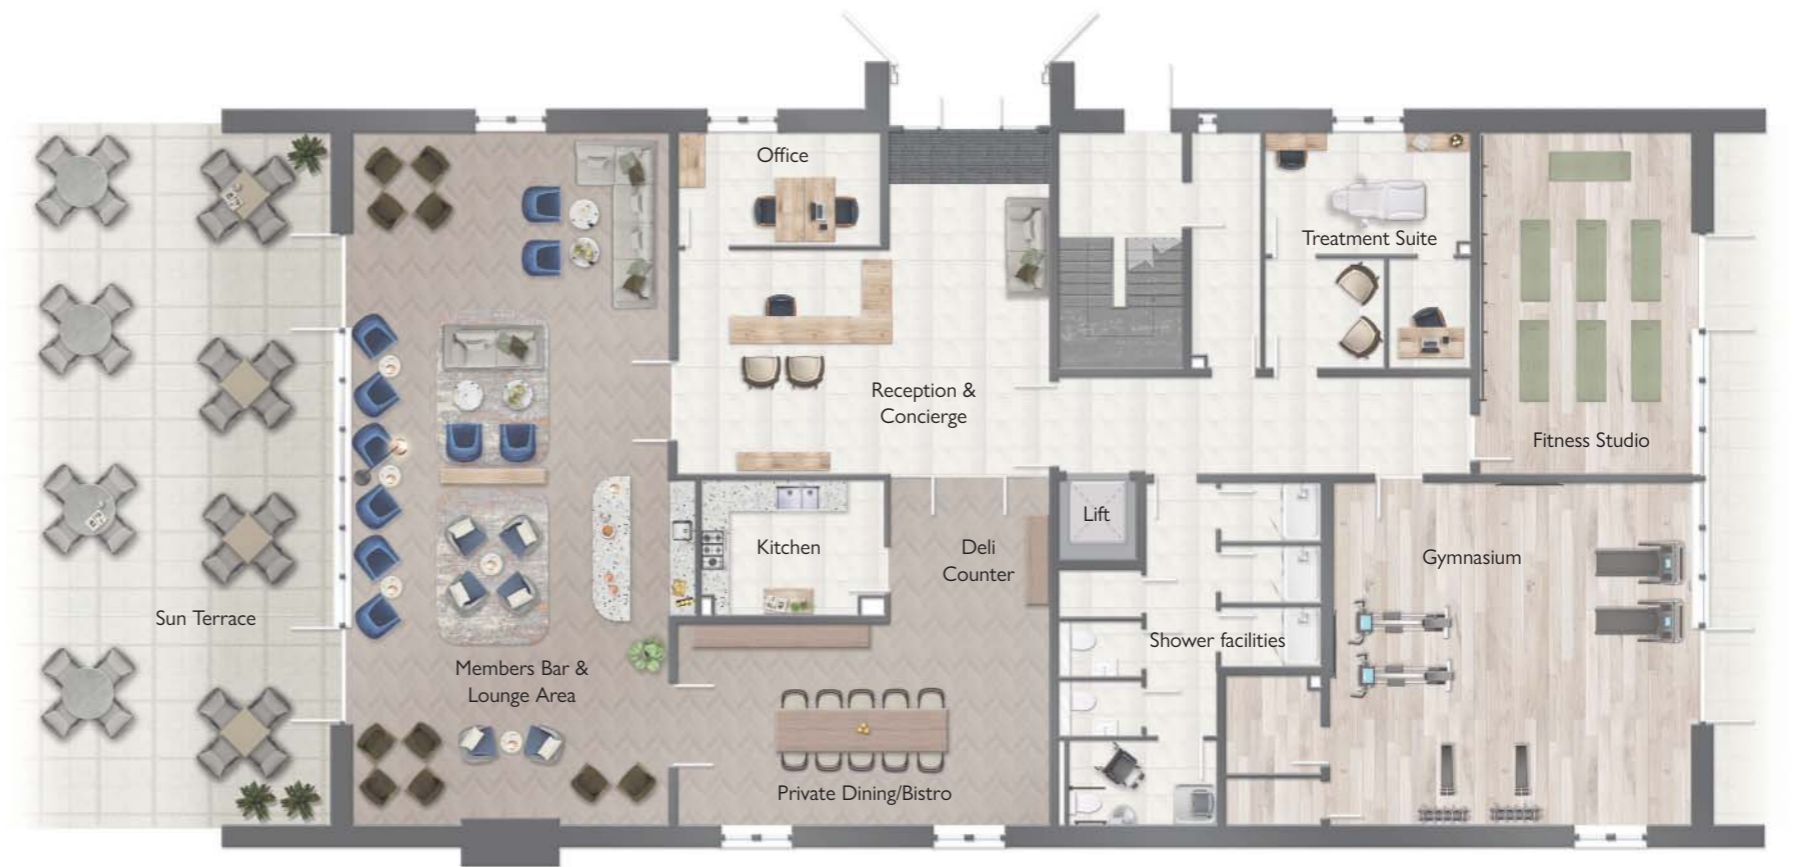 Office
Treatment Suite
Reception &
Concierge
Fitness Studio
Lift
Kitchen
Deli
Counter
Gymnasium
Sun Terrace
Shower facilities
Members Bar &
Lounge Area
Private Dining/Bistro